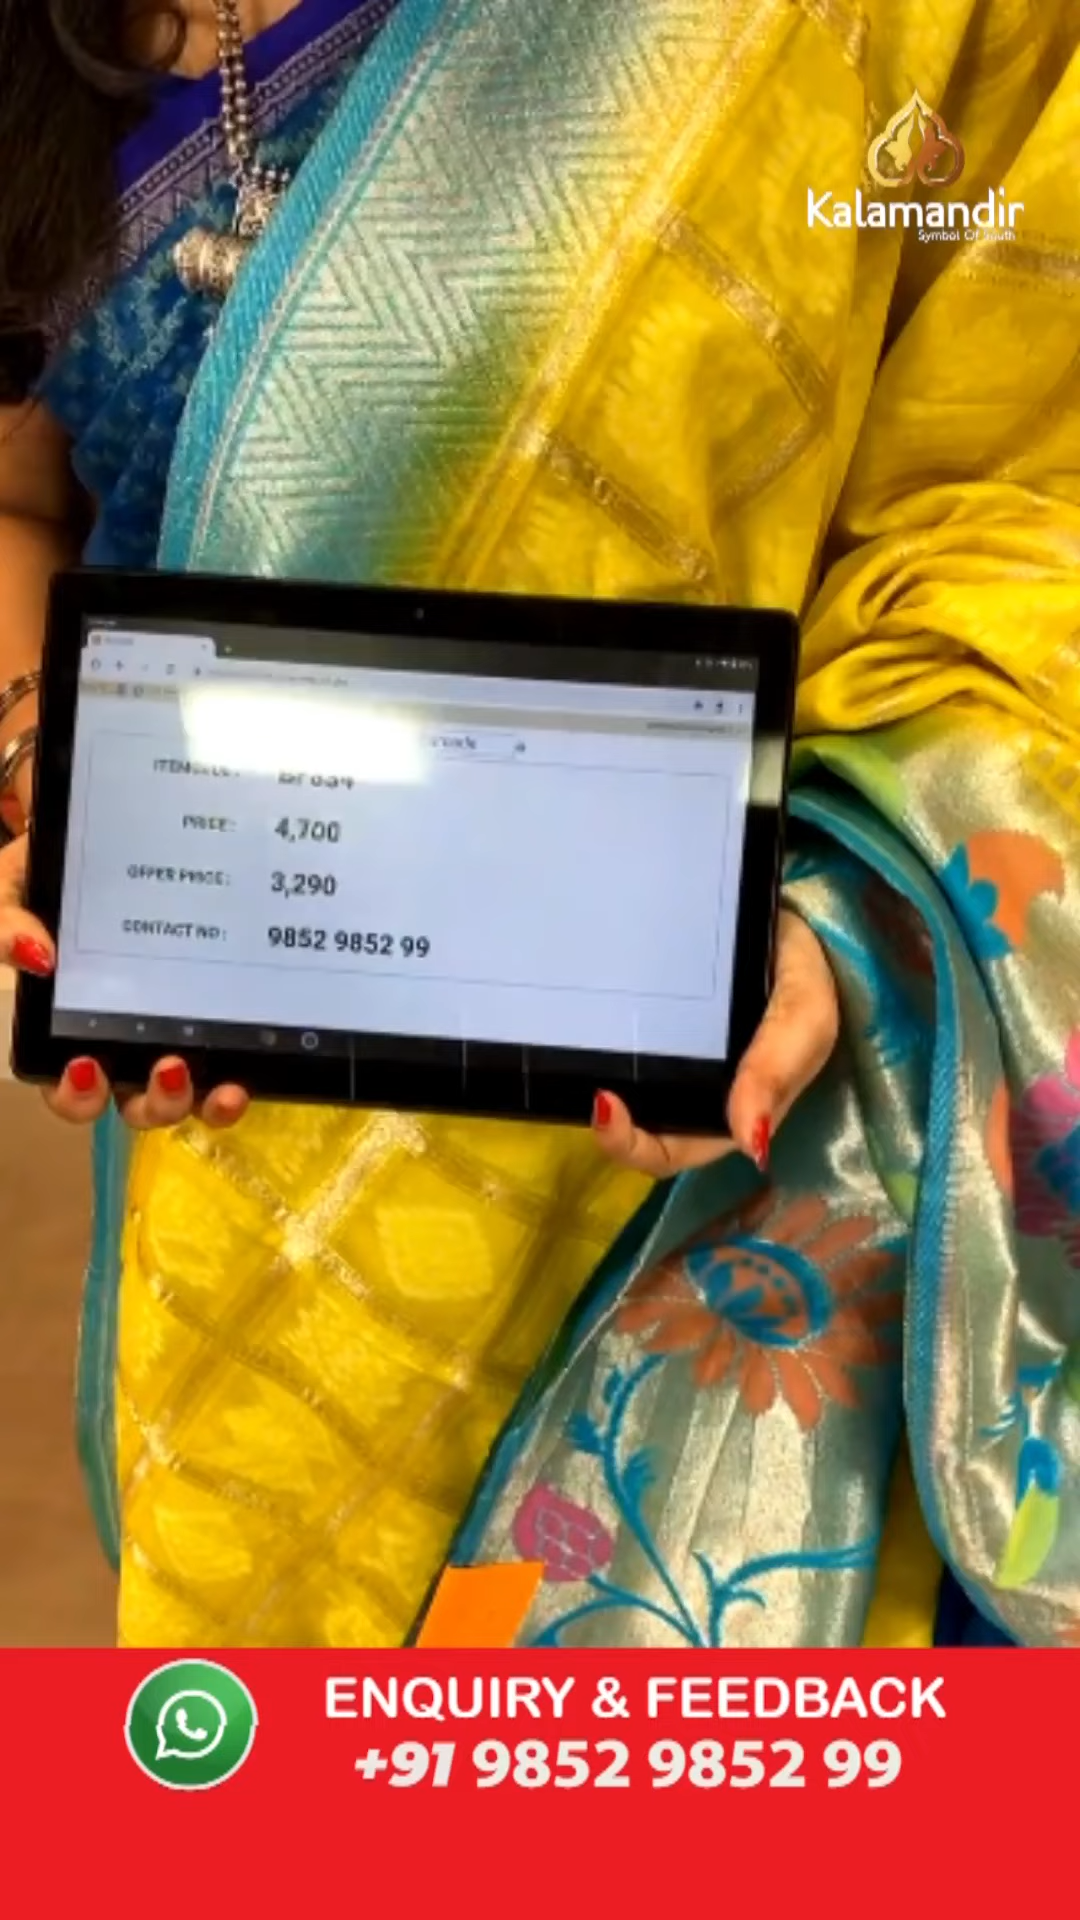 Kalamandir
Symbol Of South
PRICE: 4,700
OFFER PRICE: 3,290
CONTACT NO: 9852 9852 99
ENQUIRY & FEEDBACK
+91 9852 9852 99